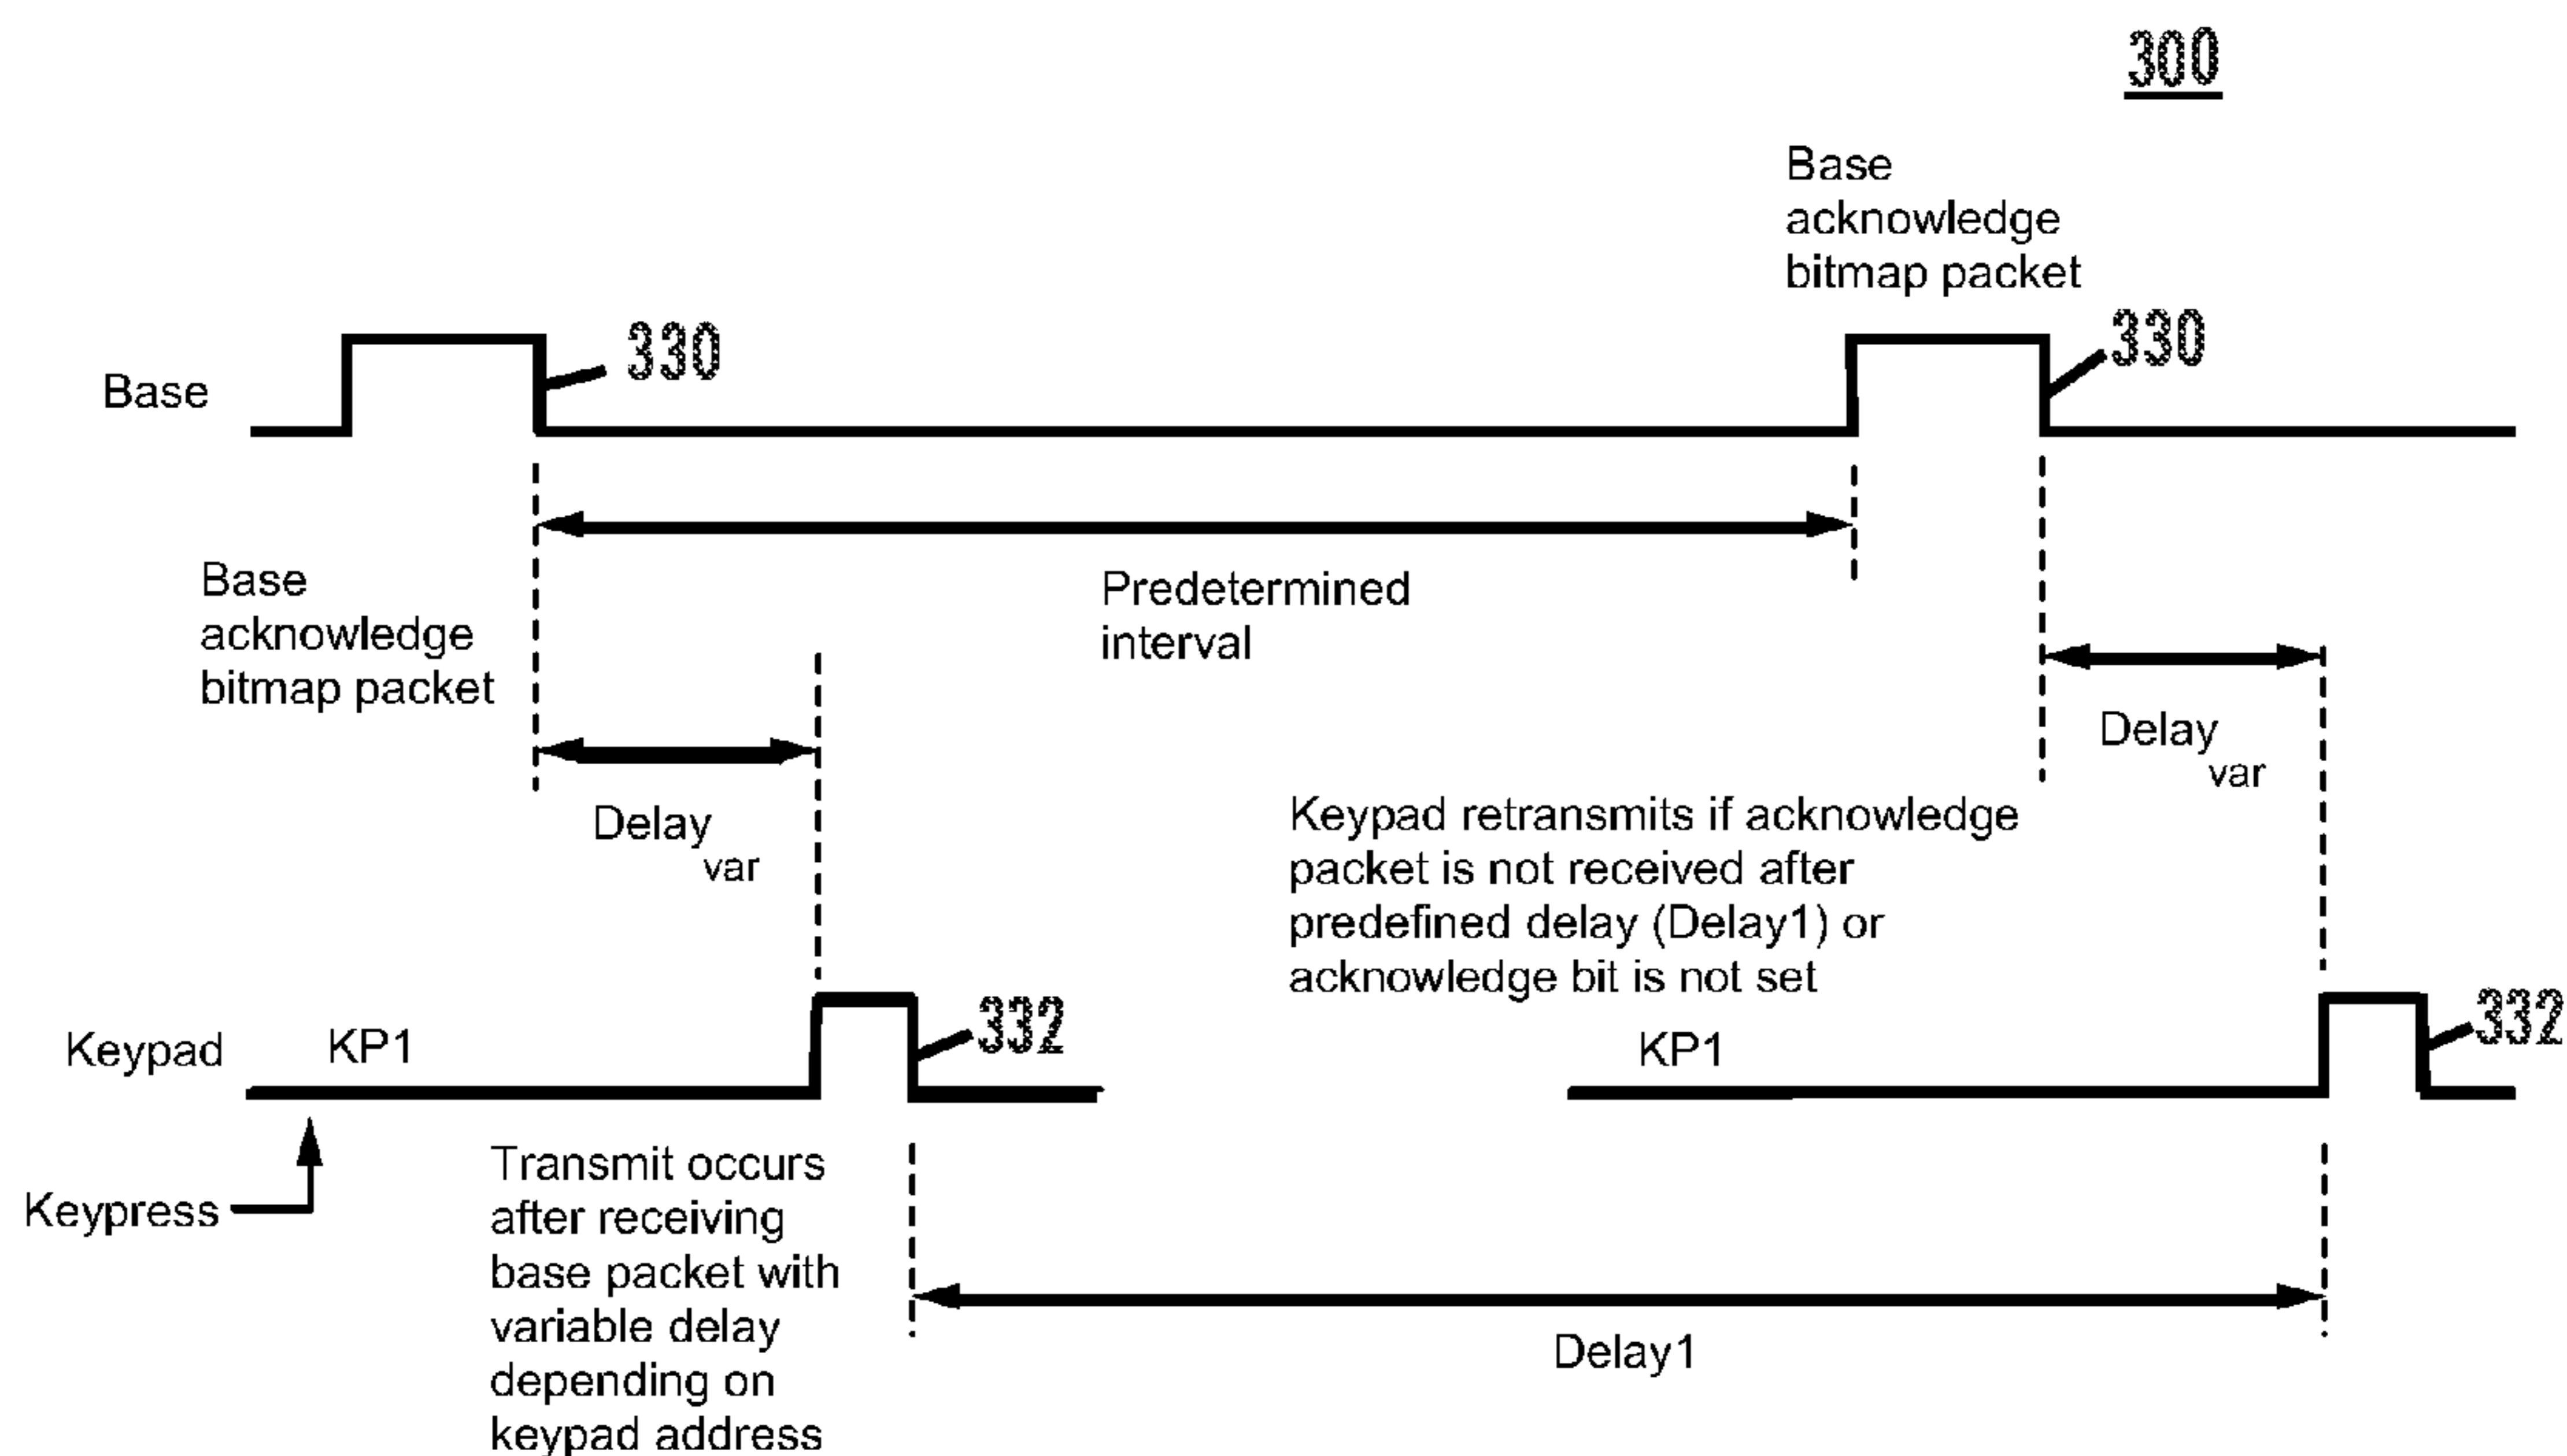 300
Base
acknowledge
bitmap packet
330
330
Base
Base
acknowledge
bitmap packet
Predetermined
interval
Delay
var
Delay
var
Keypad retransmits if acknowledge
packet is not received after
predefined delay (Delay1) or
acknowledge bit is not set
332
332
Keypad
KP1
KP1
Keypress
Transmit occurs
after receiving
base packet with
variable delay
depending on
keypad address
Delay1